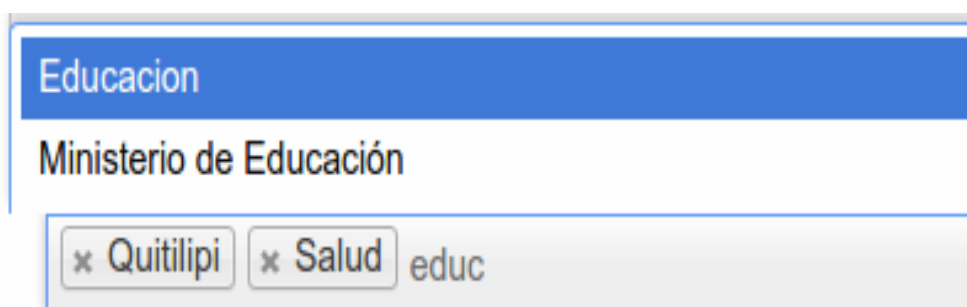 Educacion
Ministerio de Educación
× Quitilipi × Salud educ